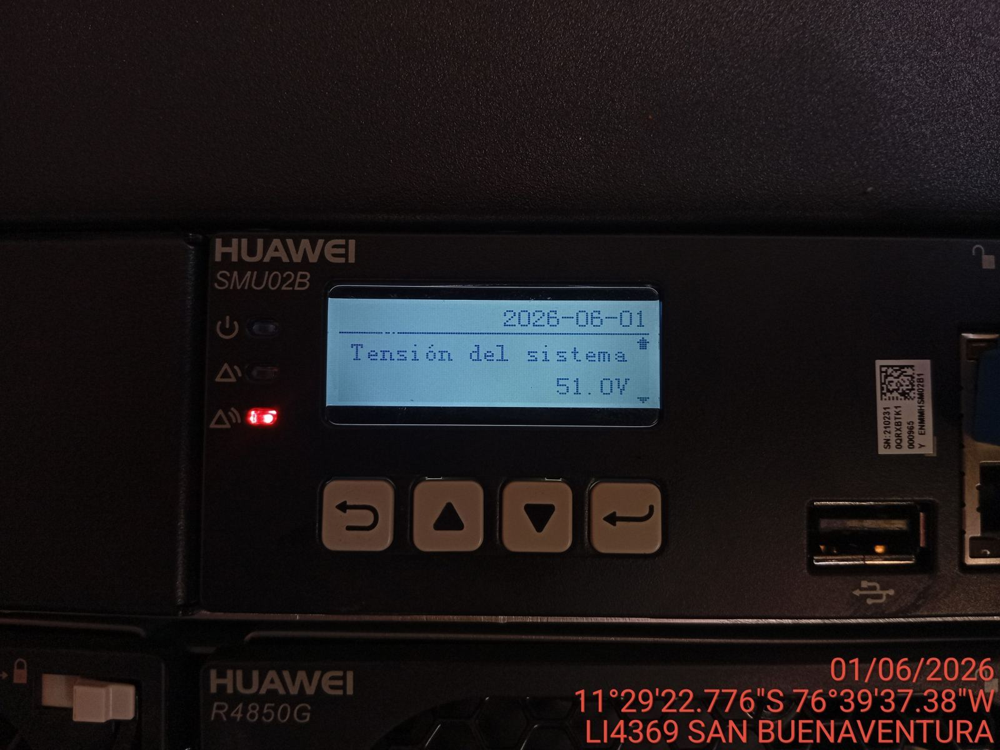 HUAWEI
SMU02B
2026-06-01
Tensión del sistema
51.0V
SN:210231
0QRXBTK1
000965
Y ENMMHSM02B1
HUAWEI
R4850G
01/06/2026
11°29'22.776"S 76°39'37.38"W
LI4369 SAN BUENAVENTURA